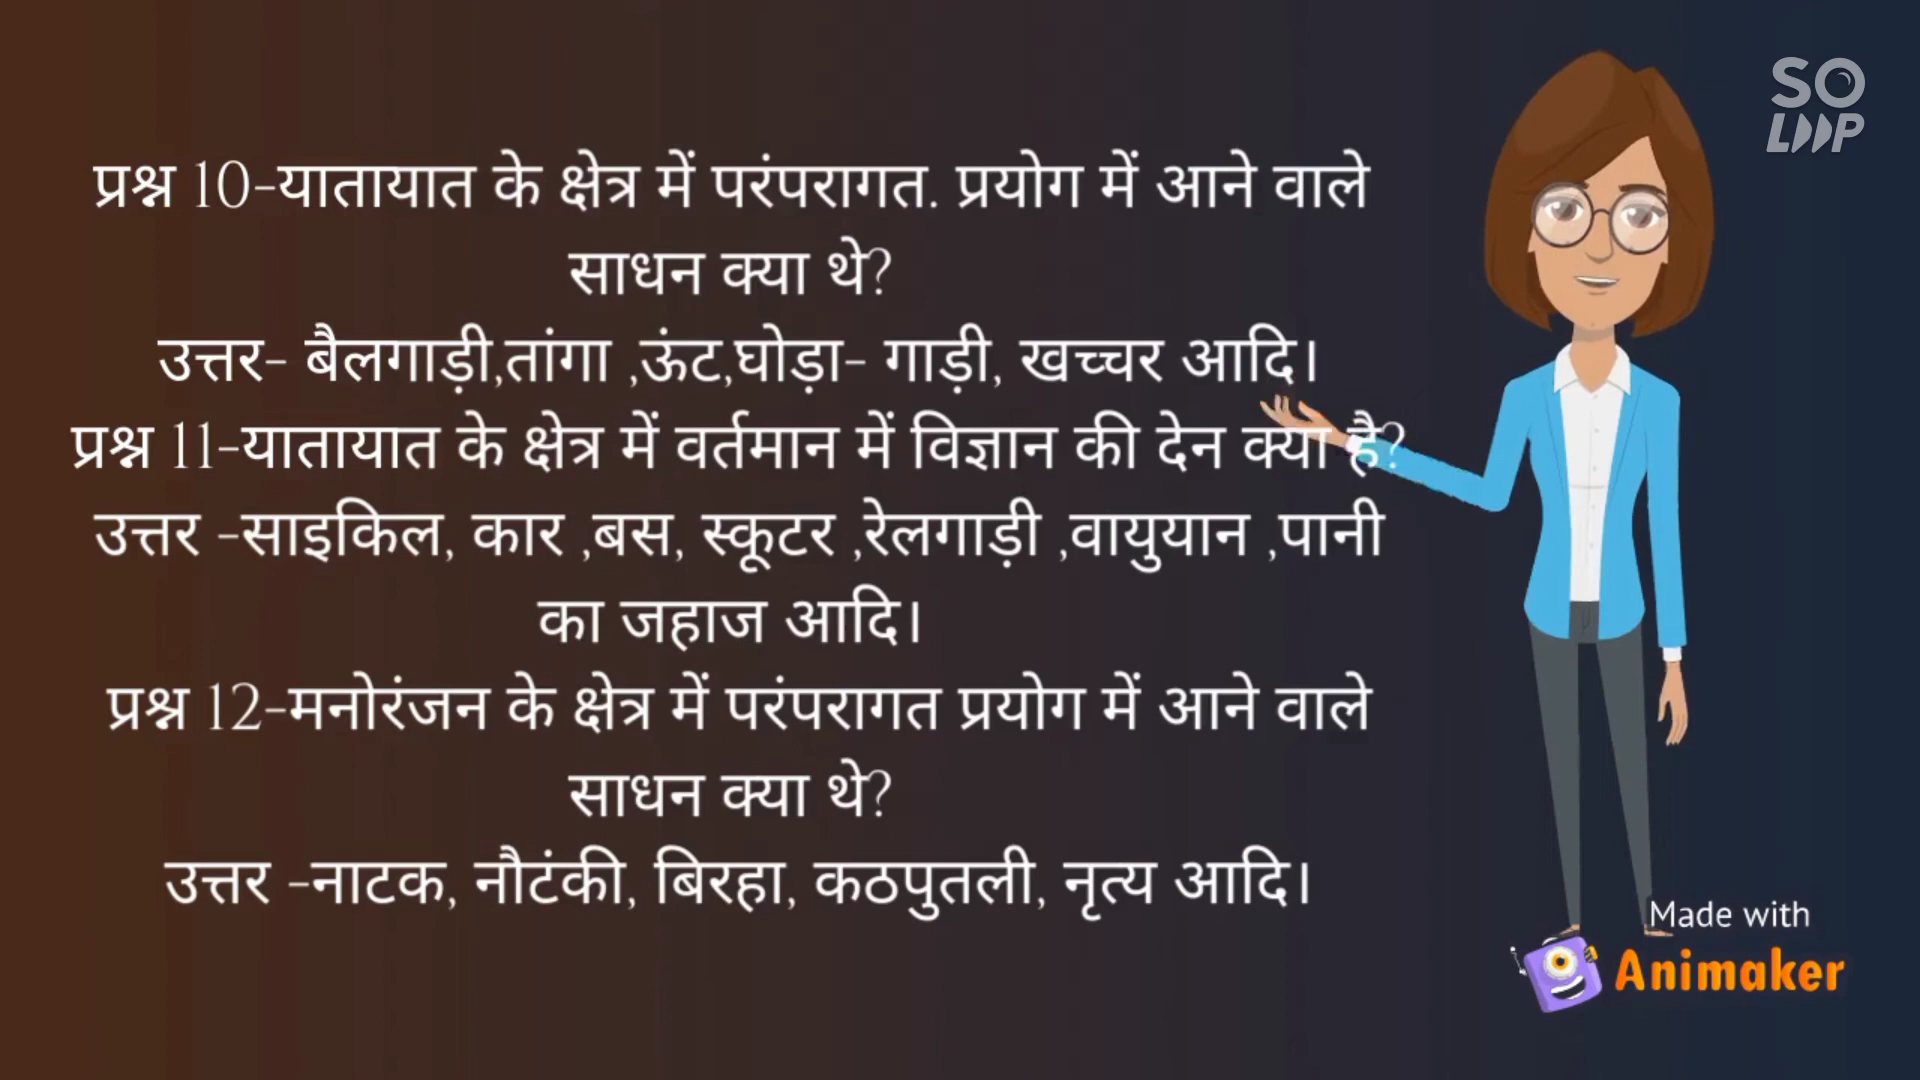 प्रश्न 10-यातायात के क्षेत्र में परंपरागत. प्रयोग में आने वाले
साधन क्या थे?
उत्तर- बैलगाड़ी,तांगा ,ऊंट,घोड़ा- गाड़ी, खच्चर आदि।
प्रश्न 11-यातायात के क्षेत्र में वर्तमान में विज्ञान की देन क्या है?
उत्तर -साइकिल, कार ,बस, स्कूटर ,रेलगाड़ी ,वायुयान ,पानी
का जहाज आदि।
प्रश्न 12-मनोरंजन के क्षेत्र में परंपरागत प्रयोग में आने वाले
साधन क्या थे?
उत्तर -नाटक, नौटंकी, बिरहा, कठपुतली, नृत्य आदि।
SO
LOOP
Made with
Animaker